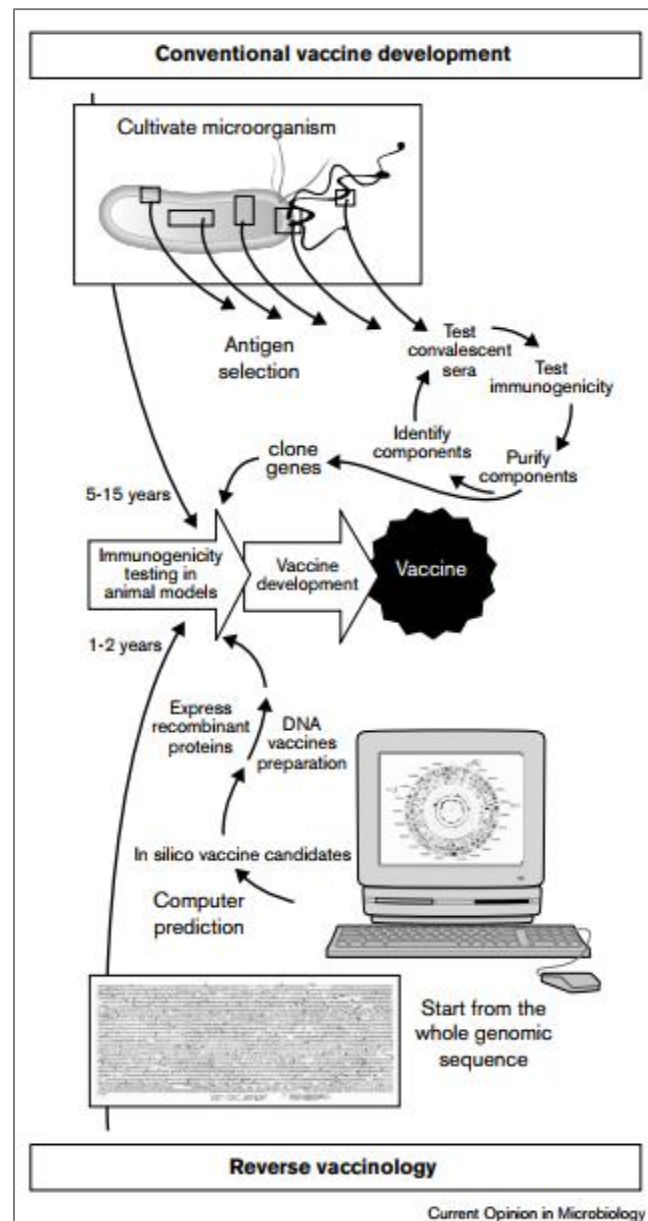 Conventional vaccine development
Cultivate microorganism
Antigen
selection
Test
convalescent
sera
Test
immunogenicity
Identify
components
Purify
components
clone
genes
5-15 years
Immunogenicity
testing in
animal models
Vaccine
development
Vaccine
1-2 years
Express
recombinant
proteins
DNA
vaccines
preparation
In silico vaccine candidates
Computer
prediction
Start from the
whole genomic
sequence
Reverse vaccinology
Current Opinion in Microbiology